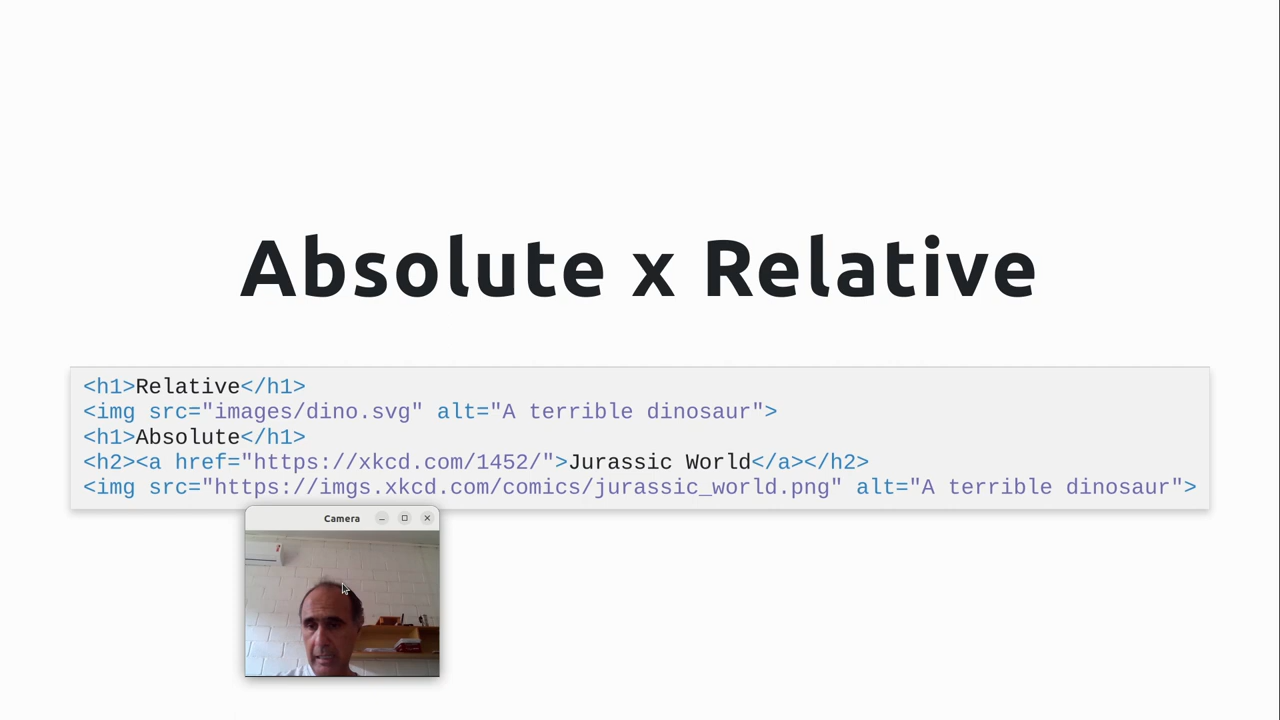 Absolute x Relative
<h1>Relative</h1>
<img src="images/dino.svg" alt="A terrible dinosaur">
<h1>Absolute</h1>
<h2><a href="https://xkcd.com/1452/">Jurassic World</a></h2>
<img src="https://imgs.xkcd.com/comics/jurassic_world.png" alt="A terrible dinosaur">
Camera